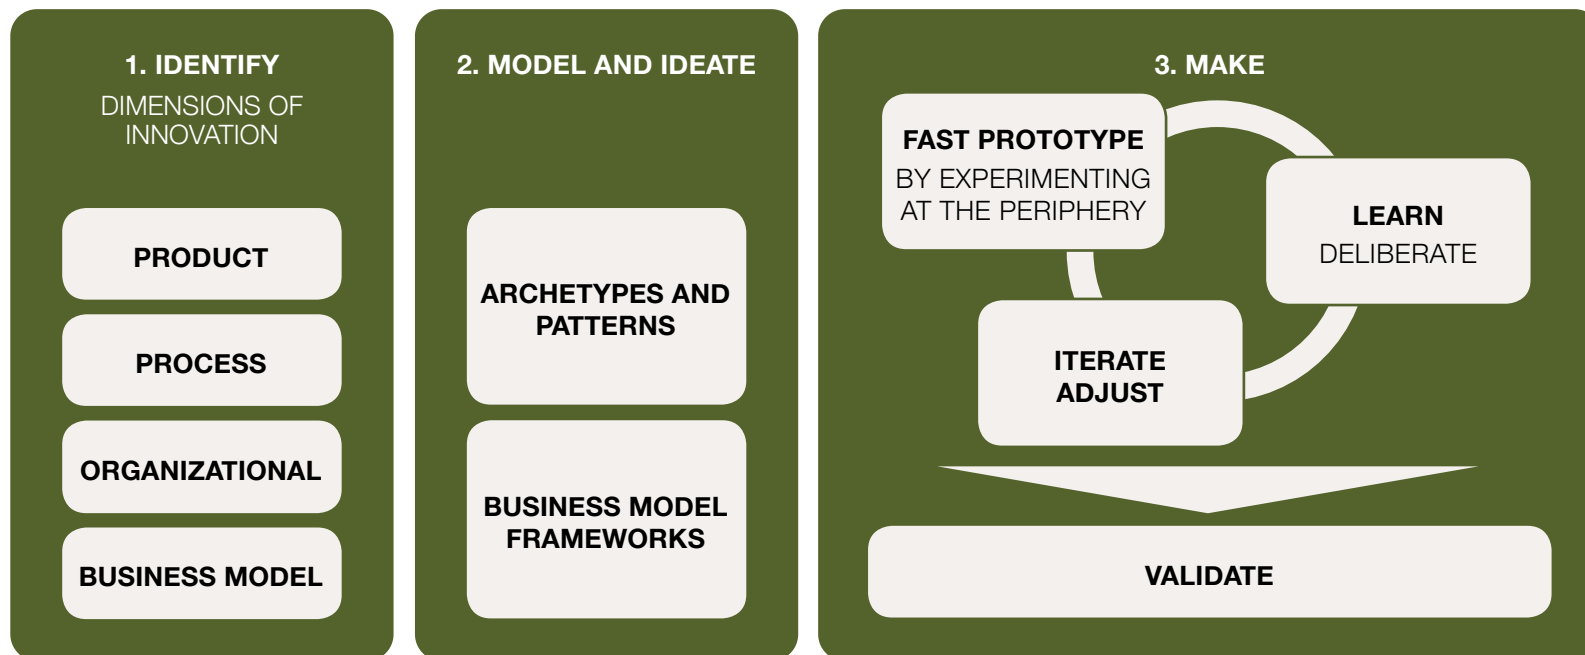 1. IDENTIFY
DIMENSIONS OF
INNOVATION
PRODUCT
PROCESS
ORGANIZATIONAL
BUSINESS MODEL
2. MODEL AND IDEATE
ARCHETYPES AND
PATTERNS
BUSINESS MODEL
FRAMEWORKS
3. MAKE
FAST PROTOTYPE
BY EXPERIMENTING
AT THE PERIPHERY
LEARN
DELIBERATE
ITERATE
ADJUST
VALIDATE